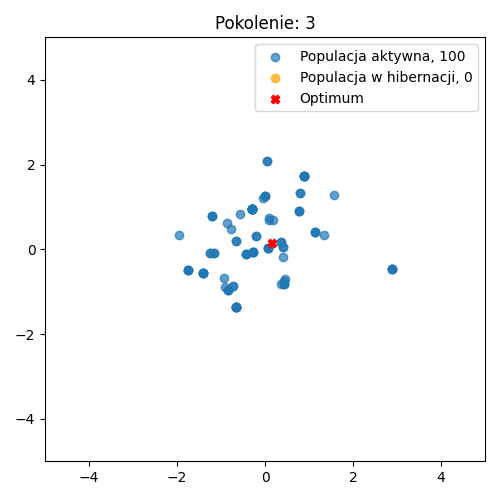 Pokolenie: 3
Populacja aktywna, 100
Populacja w hibernacji, 0
Optimum
4
2
0
−2
−4
−4 −2 0 2 4